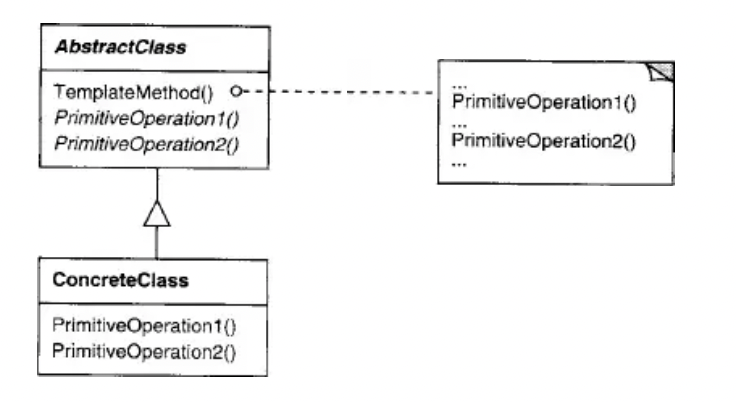 AbstractClass
TemplateMethod()
PrimitiveOperation1()
PrimitiveOperation2()
...
PrimitiveOperation1()
...
PrimitiveOperation2()
...
ConcreteClass
PrimitiveOperation1()
PrimitiveOperation2()